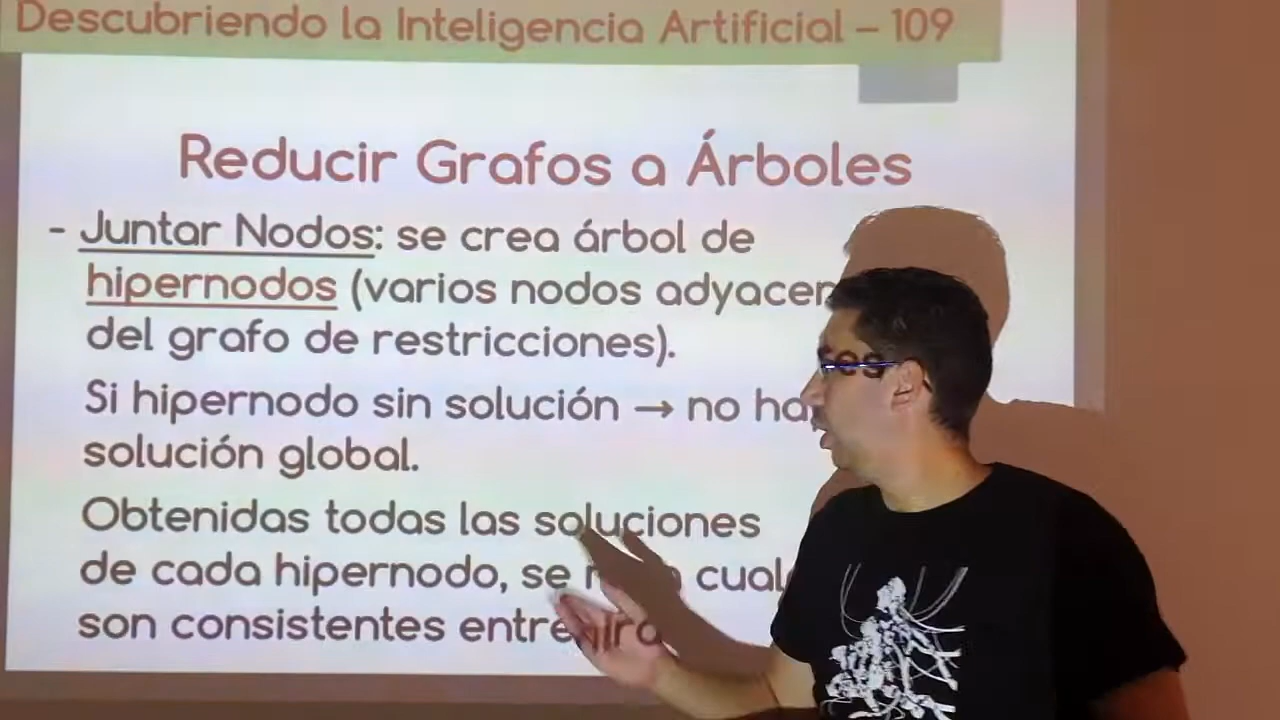 Descubriendo la Inteligencia Artificial – 109
Reducir Grafos a Árboles
- Juntar Nodos: se crea árbol de
hipernodos (varios nodos
del grafo de restricciones).
Si hipernodo sin solución → no
solución global.
Obtenidas todas las soluciones
de cada hipernodo, se
son consistentes entre